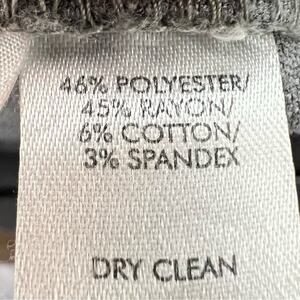 46% POLYESTER/
45% RAYON/
6% COTTON/
3% SPANDEX
DRY CLEAN